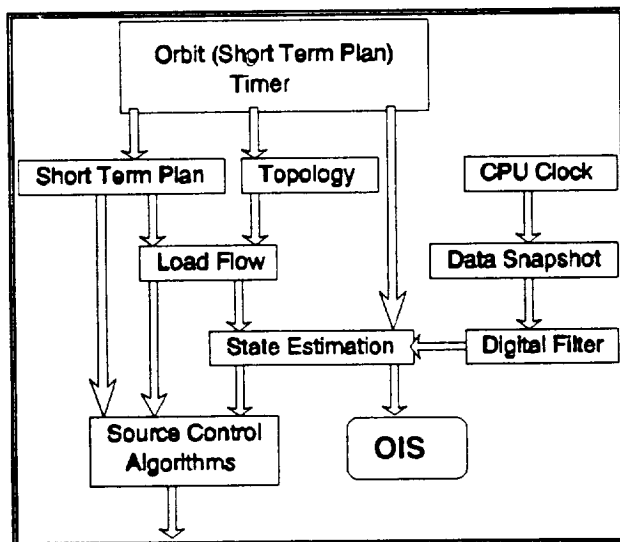 Orbit (Short Term Plan)
Timer
Short Term Plan
Topology
CPU Clock
Load Flow
Data Snapshot
State Estimation
Digital Filter
Source Control
Algorithms
OIS